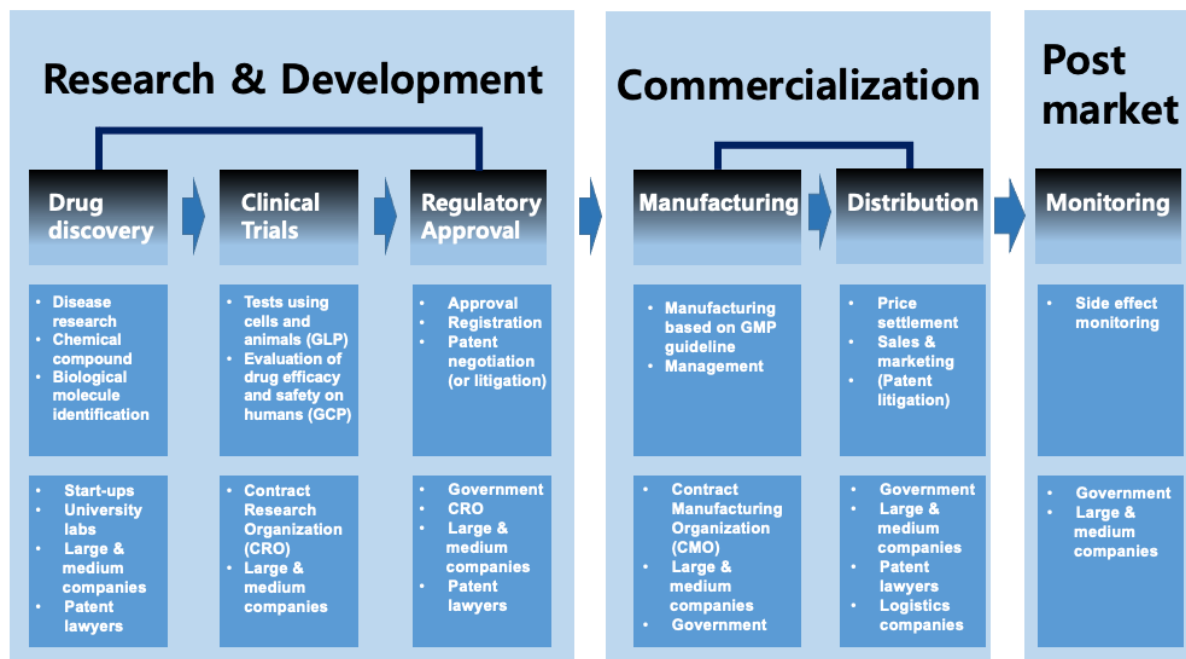 Research & Development
Drug
discovery
Clinical
Trials
Regulatory
Approval
• Disease
research
• Chemical
compound
• Biological
molecule
identification
• Tests using
cells and
animals (GLP)
• Evaluation of
drug efficacy
and safety on
humans (GCP)
• Approval
• Registration
• Patent
negotiation
(or litigation)
• Start-ups
• University
labs
• Large &
medium
companies
• Patent
lawyers
• Contract
Research
Organization
(CRO)
• Large &
medium
companies
• Government
• CRO
• Large &
medium
companies
• Patent
lawyers
Commercialization
Manufacturing
Distribution
• Manufacturing
based on GMP
guideline
• Management
• Price
settlement
• Sales &
marketing
• (Patent
litigation)
• Contract
Manufacturing
Organization
(CMO)
• Large &
medium
companies
• Government
• Government
• Large &
medium
companies
• Patent
lawyers
• Logistics
companies
Post
market
Monitoring
• Side effect
monitoring
• Government
• Large &
medium
companies